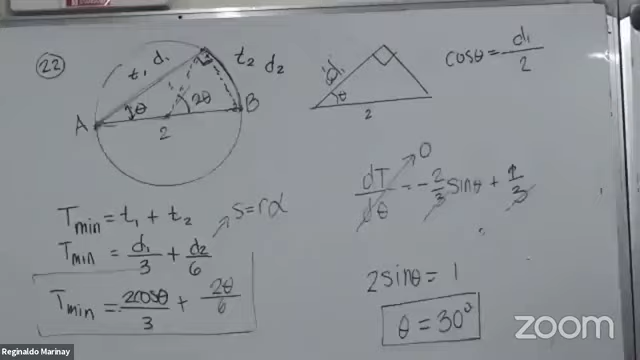 22
t₁ d₁
t₂ d₂
θ
2θ
A
B
2
d₁
θ
2
cosθ = d₁/2
Tmin = t₁ + t₂
s = rα
Tmin = d₁/3 + d₂/6
Tmin = 2cosθ/3 + 2θ/6
dT/dθ = -2/3 sinθ + 1/3
0
2sinθ = 1
θ = 30°
zoom
Reginaldo Marinay